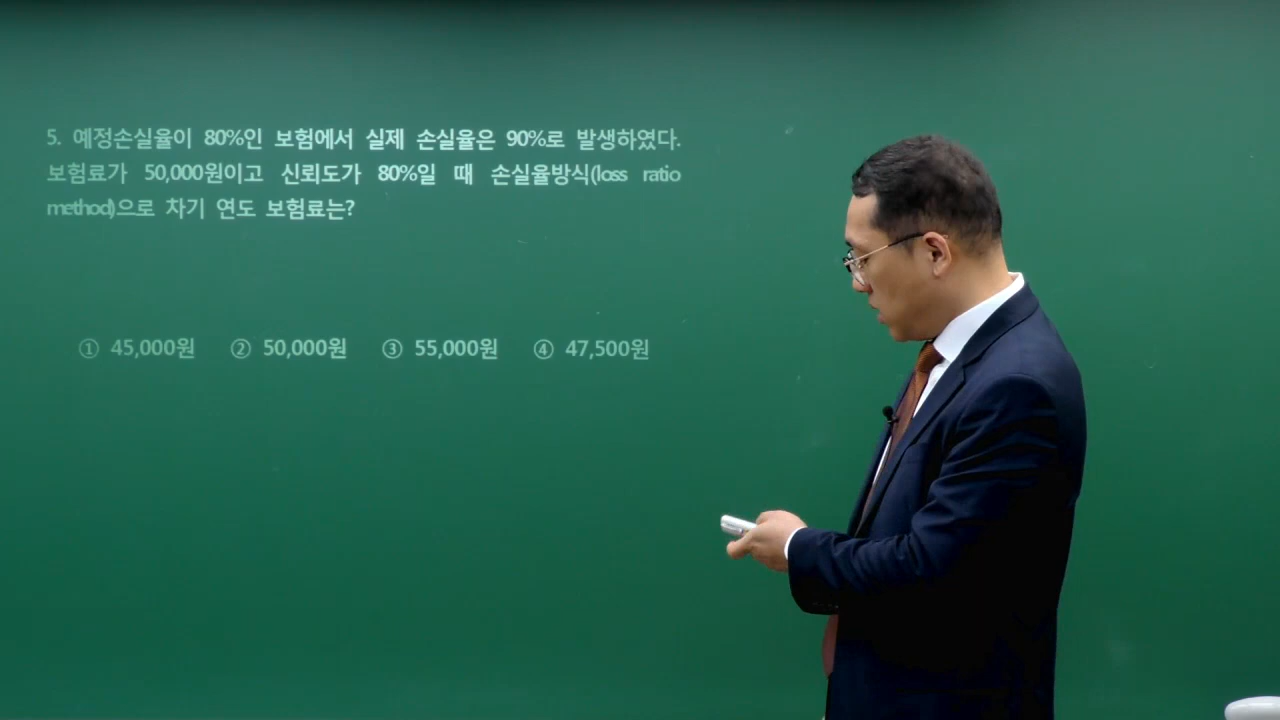 5. 예정손실율이 80%인 보험에서 실제 손실율은 90%로 발생하였다.
보험료가 50,000원이고 신뢰도가 80%일 때 손실율방식(loss ratio
method)으로 차기 연도 보험료는?
① 45,000원 ② 50,000원 ③ 55,000원 ④ 47,500원